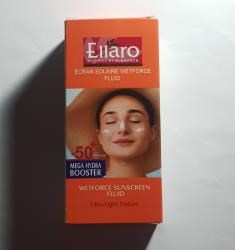 Ellaro
ECRAN SOLAIRE WETFORCE
FLUID
50+
MEGA HYDRA
BOOSTER
WETFORCE SUNSCREEN
FLUID
Ultra-light Texture